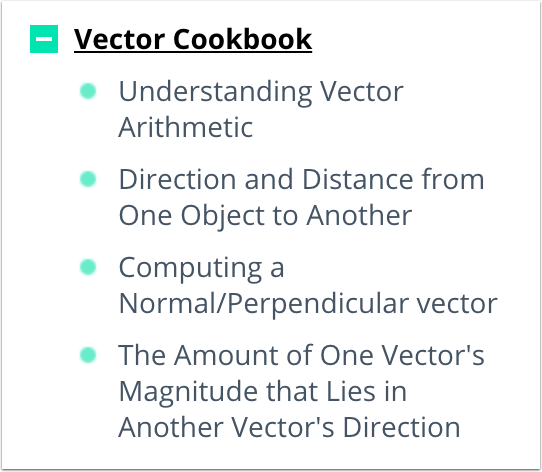 Vector Cookbook
Understanding Vector
Arithmetic
Direction and Distance from
One Object to Another
Computing a
Normal/Perpendicular vector
The Amount of One Vector's
Magnitude that Lies in
Another Vector's Direction